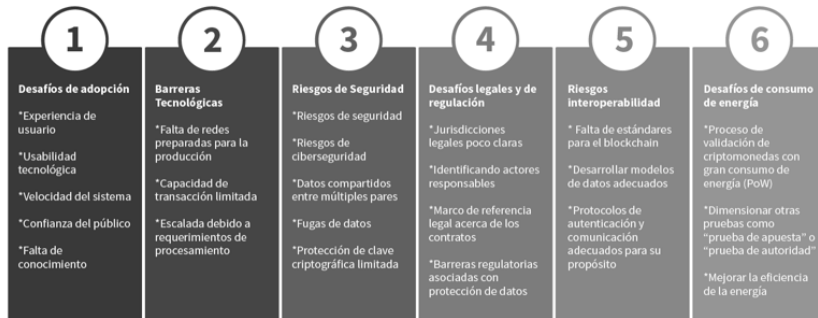 1
Desafíos de adopción
*Experiencia de
usuario
*Usabilidad
tecnológica
*Velocidad del sistema
*Confianza del público
*Falta de
conocimiento
2
Barreras
Tecnológicas
*Falta de redes
preparadas para la
producción
*Capacidad de
transacción limitada
*Escalada debido a
requerimientos de
procesamiento
3
Riesgos de Seguridad
*Riesgos de seguridad
*Riesgos de
ciberseguridad
*Datos compartidos
entre múltiples pares
*Fugas de datos
*Protección de clave
criptográfica limitada
4
Desafíos legales y de
regulación
*Jurisdicciones
legales poco claras
*Identificando actores
responsables
*Marco de referencia
legal acerca de los
contratos
*Barreras regulatorias
asociadas con
protección de datos
5
Riesgos
interoperabilidad
* Falta de estándares
para el blockchain
*Desarrollar modelos
de datos adecuados
*Protocolos de
autenticación y
comunicación
adecuados para su
propósito
6
Desafíos de consumo
de energía
*Proceso de
validación de
criptomonedas con
gran consumo de
energía (PoW)
*Dimensionar otras
pruebas como
“prueba de apuesta” o
“prueba de autoridad”
*Mejorar la eficiencia
de la energía